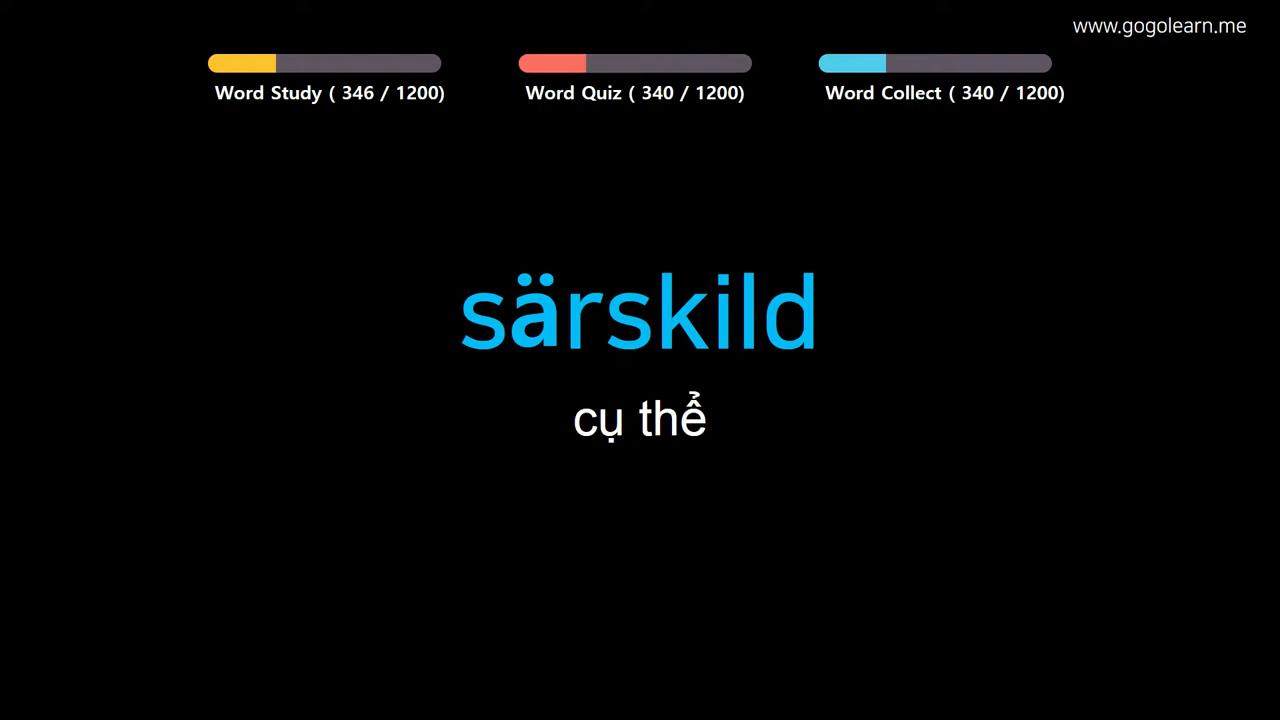 www.gogolearn.me
Word Study ( 346 / 1200)
Word Quiz ( 340 / 1200)
Word Collect ( 340 / 1200)
särskild
cụ thể